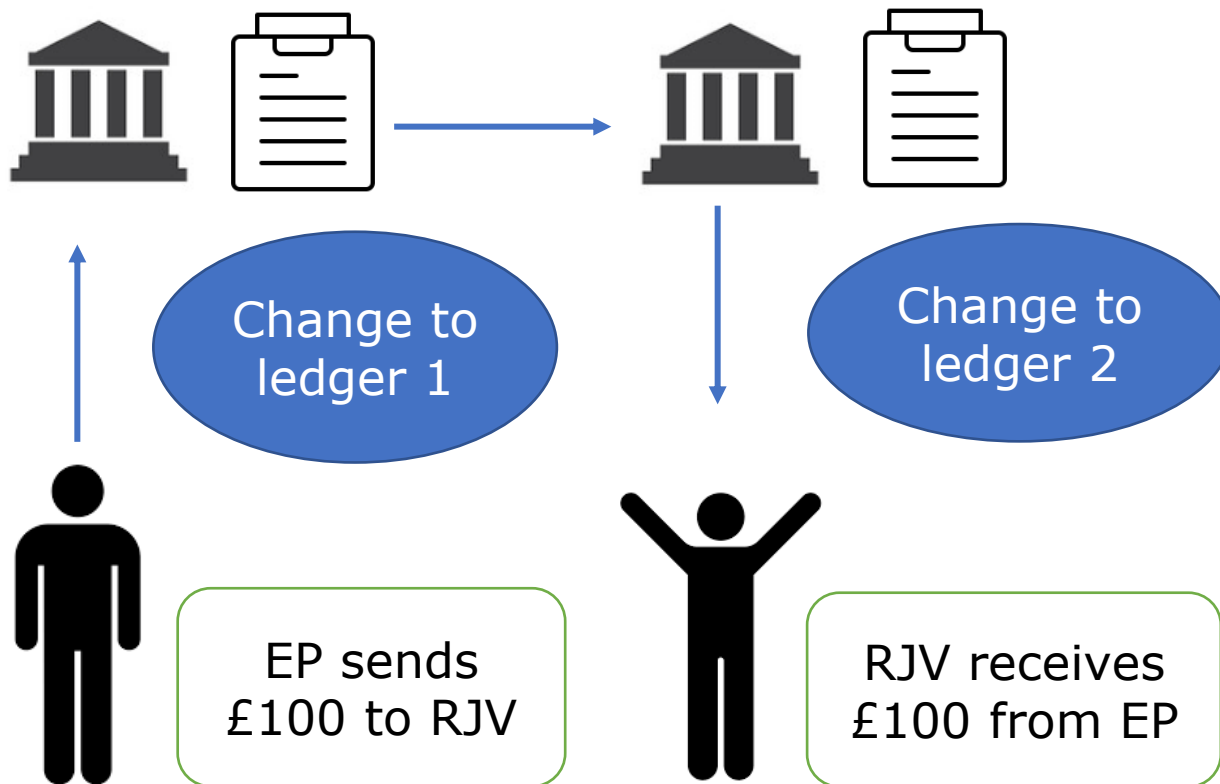 Change to
ledger 1
Change to
ledger 2
EP sends
£100 to RJV
RJV receives
£100 from EP